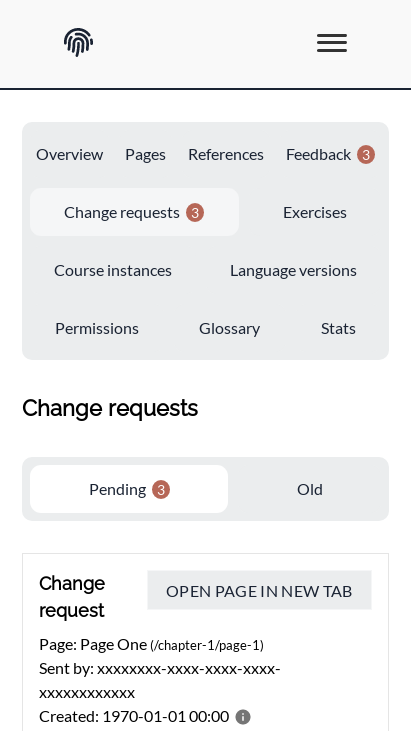 Overview Pages References Feedback 3
Change requests 3 Exercises
Course instances Language versions
Permissions Glossary Stats
Change requests
Pending 3 Old
Change
request
OPEN PAGE IN NEW TAB
Page: Page One (/chapter-1/page-1)
Sent by: xxxxxxxx-xxxx-xxxx-xxxx-
xxxxxxxxxxxx
Created: 1970-01-01 00:00